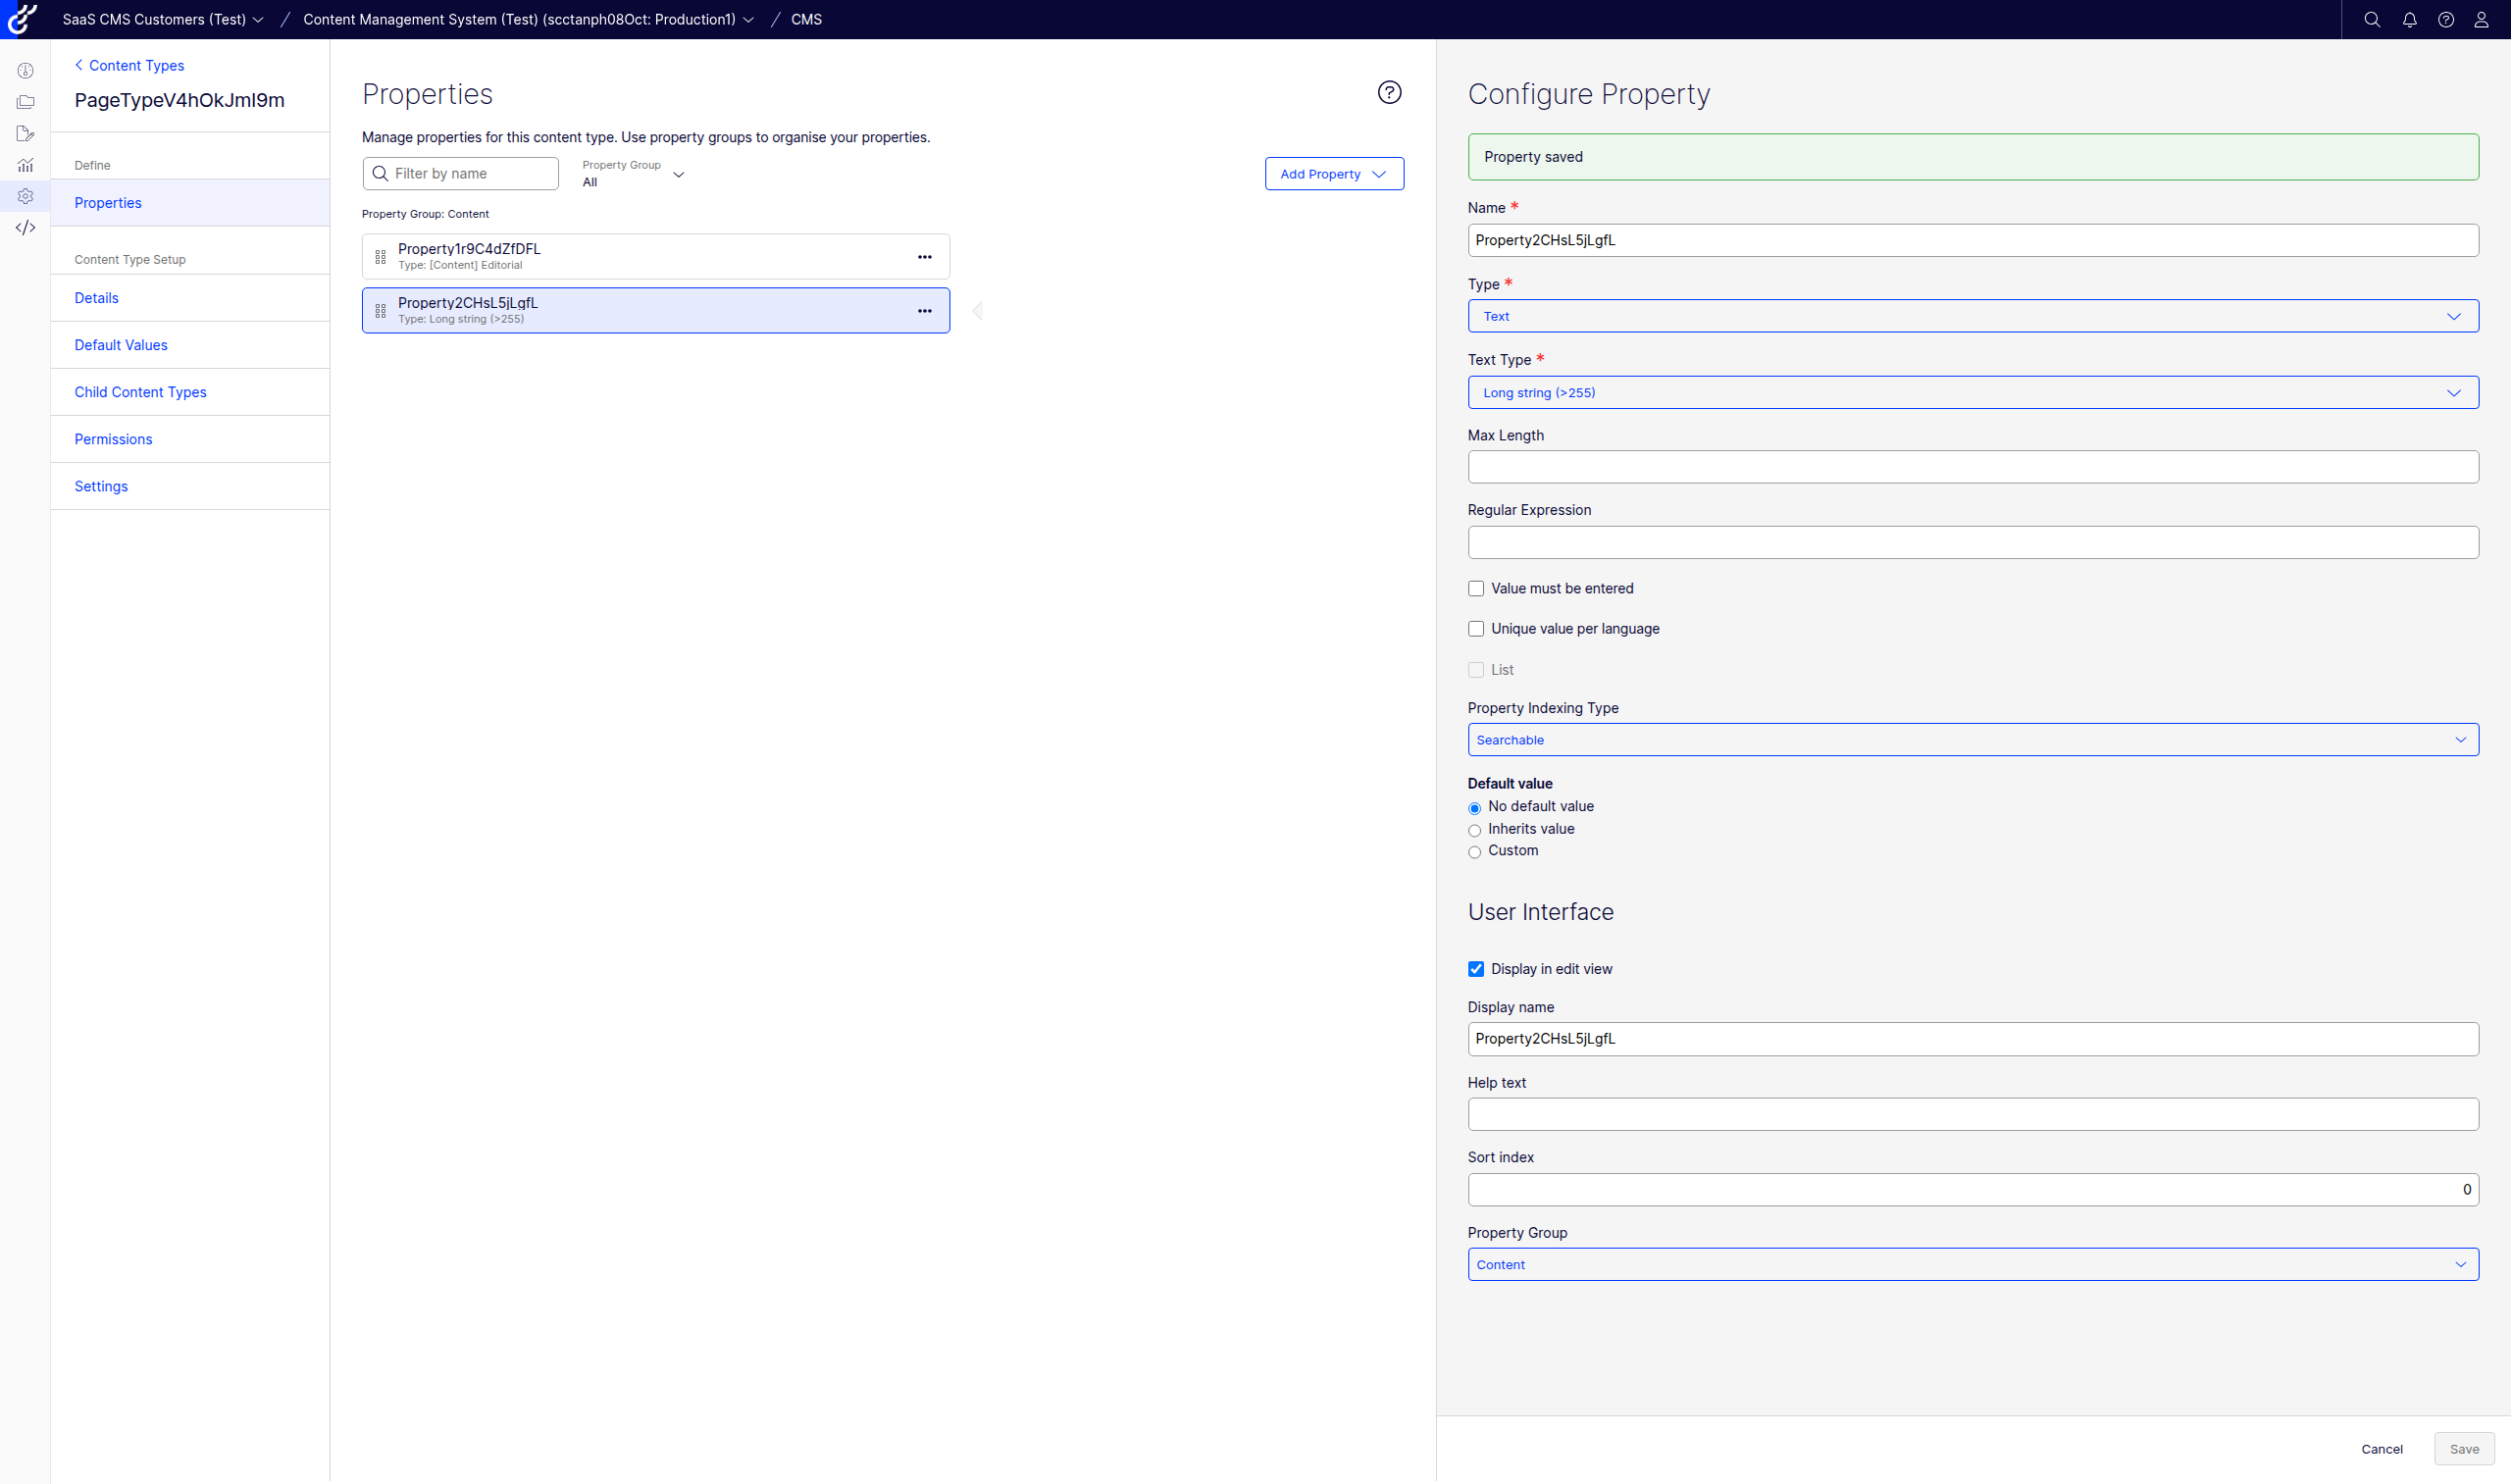 SaaS CMS Customers (Test) / Content Management System (Test) (scctanph08Oct: Production1) / CMS
Content Types
PageTypeV4hOkJmI9m
Define
Properties
Content Type Setup
Details
Default Values
Child Content Types
Permissions
Settings
Properties
Manage properties for this content type. Use property groups to organise your properties.
Filter by name
Property Group
All
Add Property
Property Group: Content
Property1r9C4dZfDFL
Type: [Content] Editorial
Property2CHsL5jLgfL
Type: Long string (>255)
Configure Property
Property saved
Name *
Property2CHsL5jLgfL
Type *
Text
Text Type *
Long string (>255)
Max Length
Regular Expression
Value must be entered
Unique value per language
List
Property Indexing Type
Searchable
Default value
No default value
Inherits value
Custom
User Interface
Display in edit view
Display name
Property2CHsL5jLgfL
Help text
Sort index
0
Property Group
Content
Cancel
Save